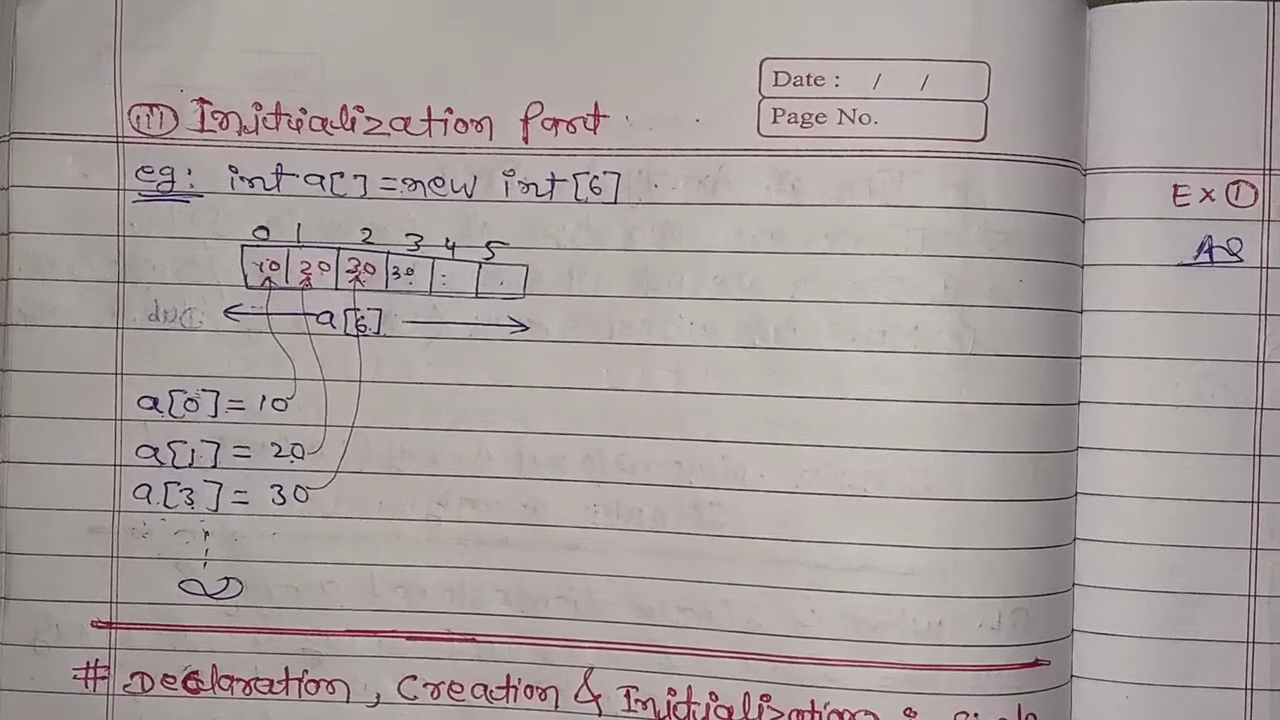 Date : / /
Page No.
(III) Initialization Part
eg: int a[ ] = new int [6]
0 1 2 3 4 5
10 20 30 30
a[6]
a[0] = 10
a[1] = 20
a[3] = 30
# Declaration, Creation & Initialization
Ex ①